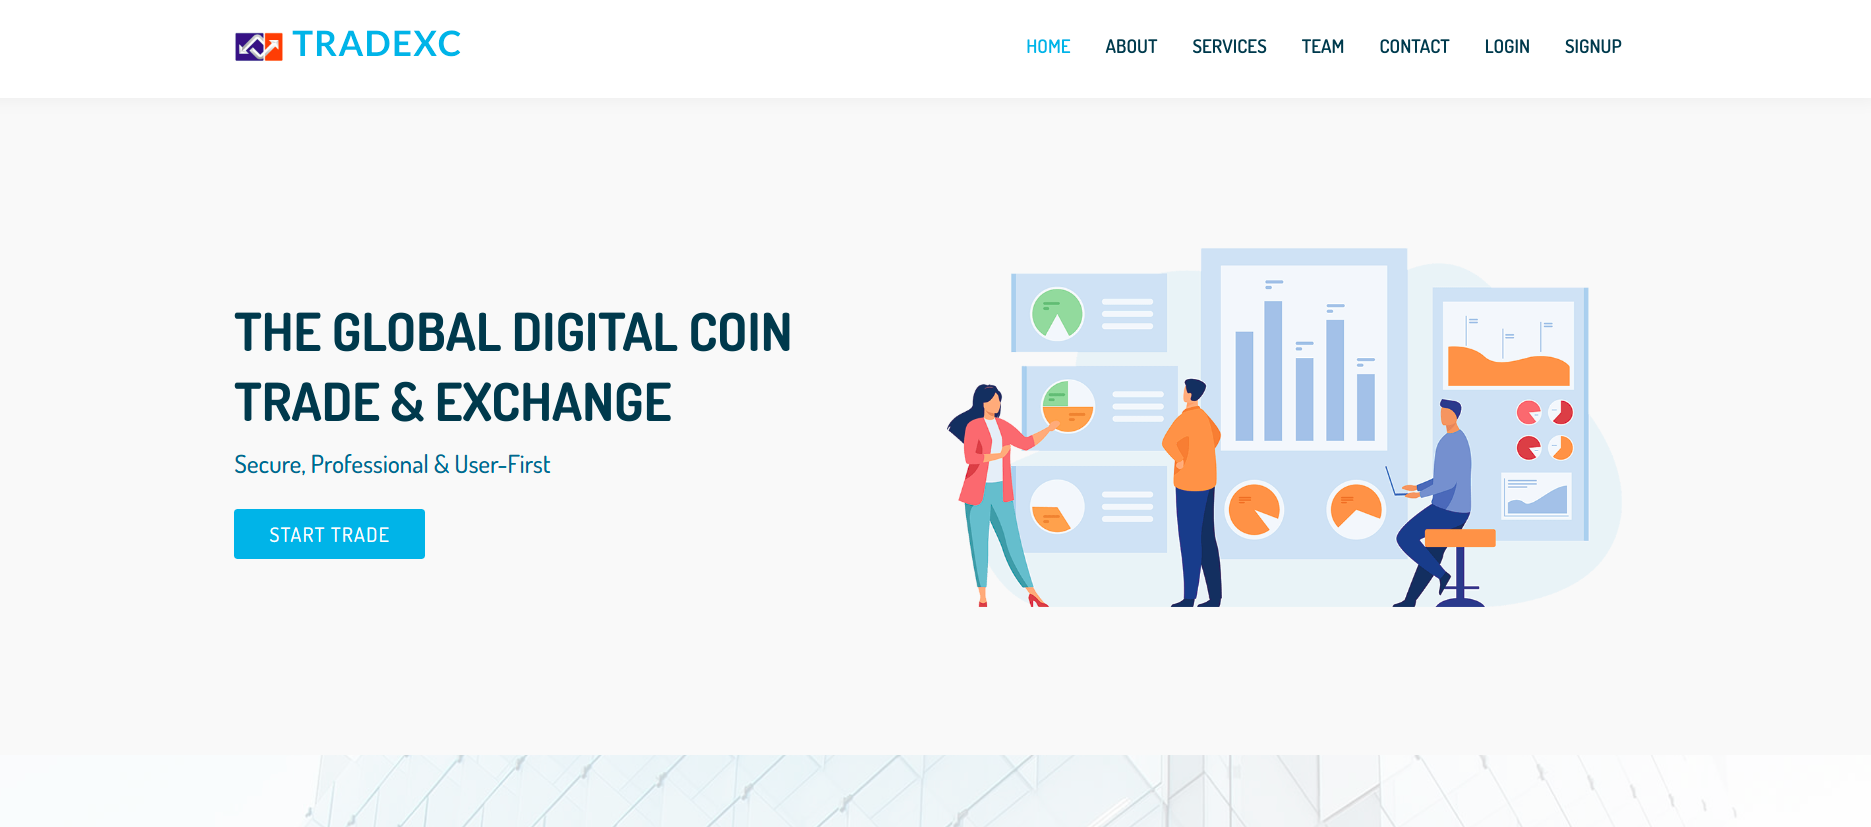 TRADEXC
HOME ABOUT SERVICES TEAM CONTACT LOGIN SIGNUP
THE GLOBAL DIGITAL COIN
TRADE & EXCHANGE
Secure, Professional & User-First
START TRADE